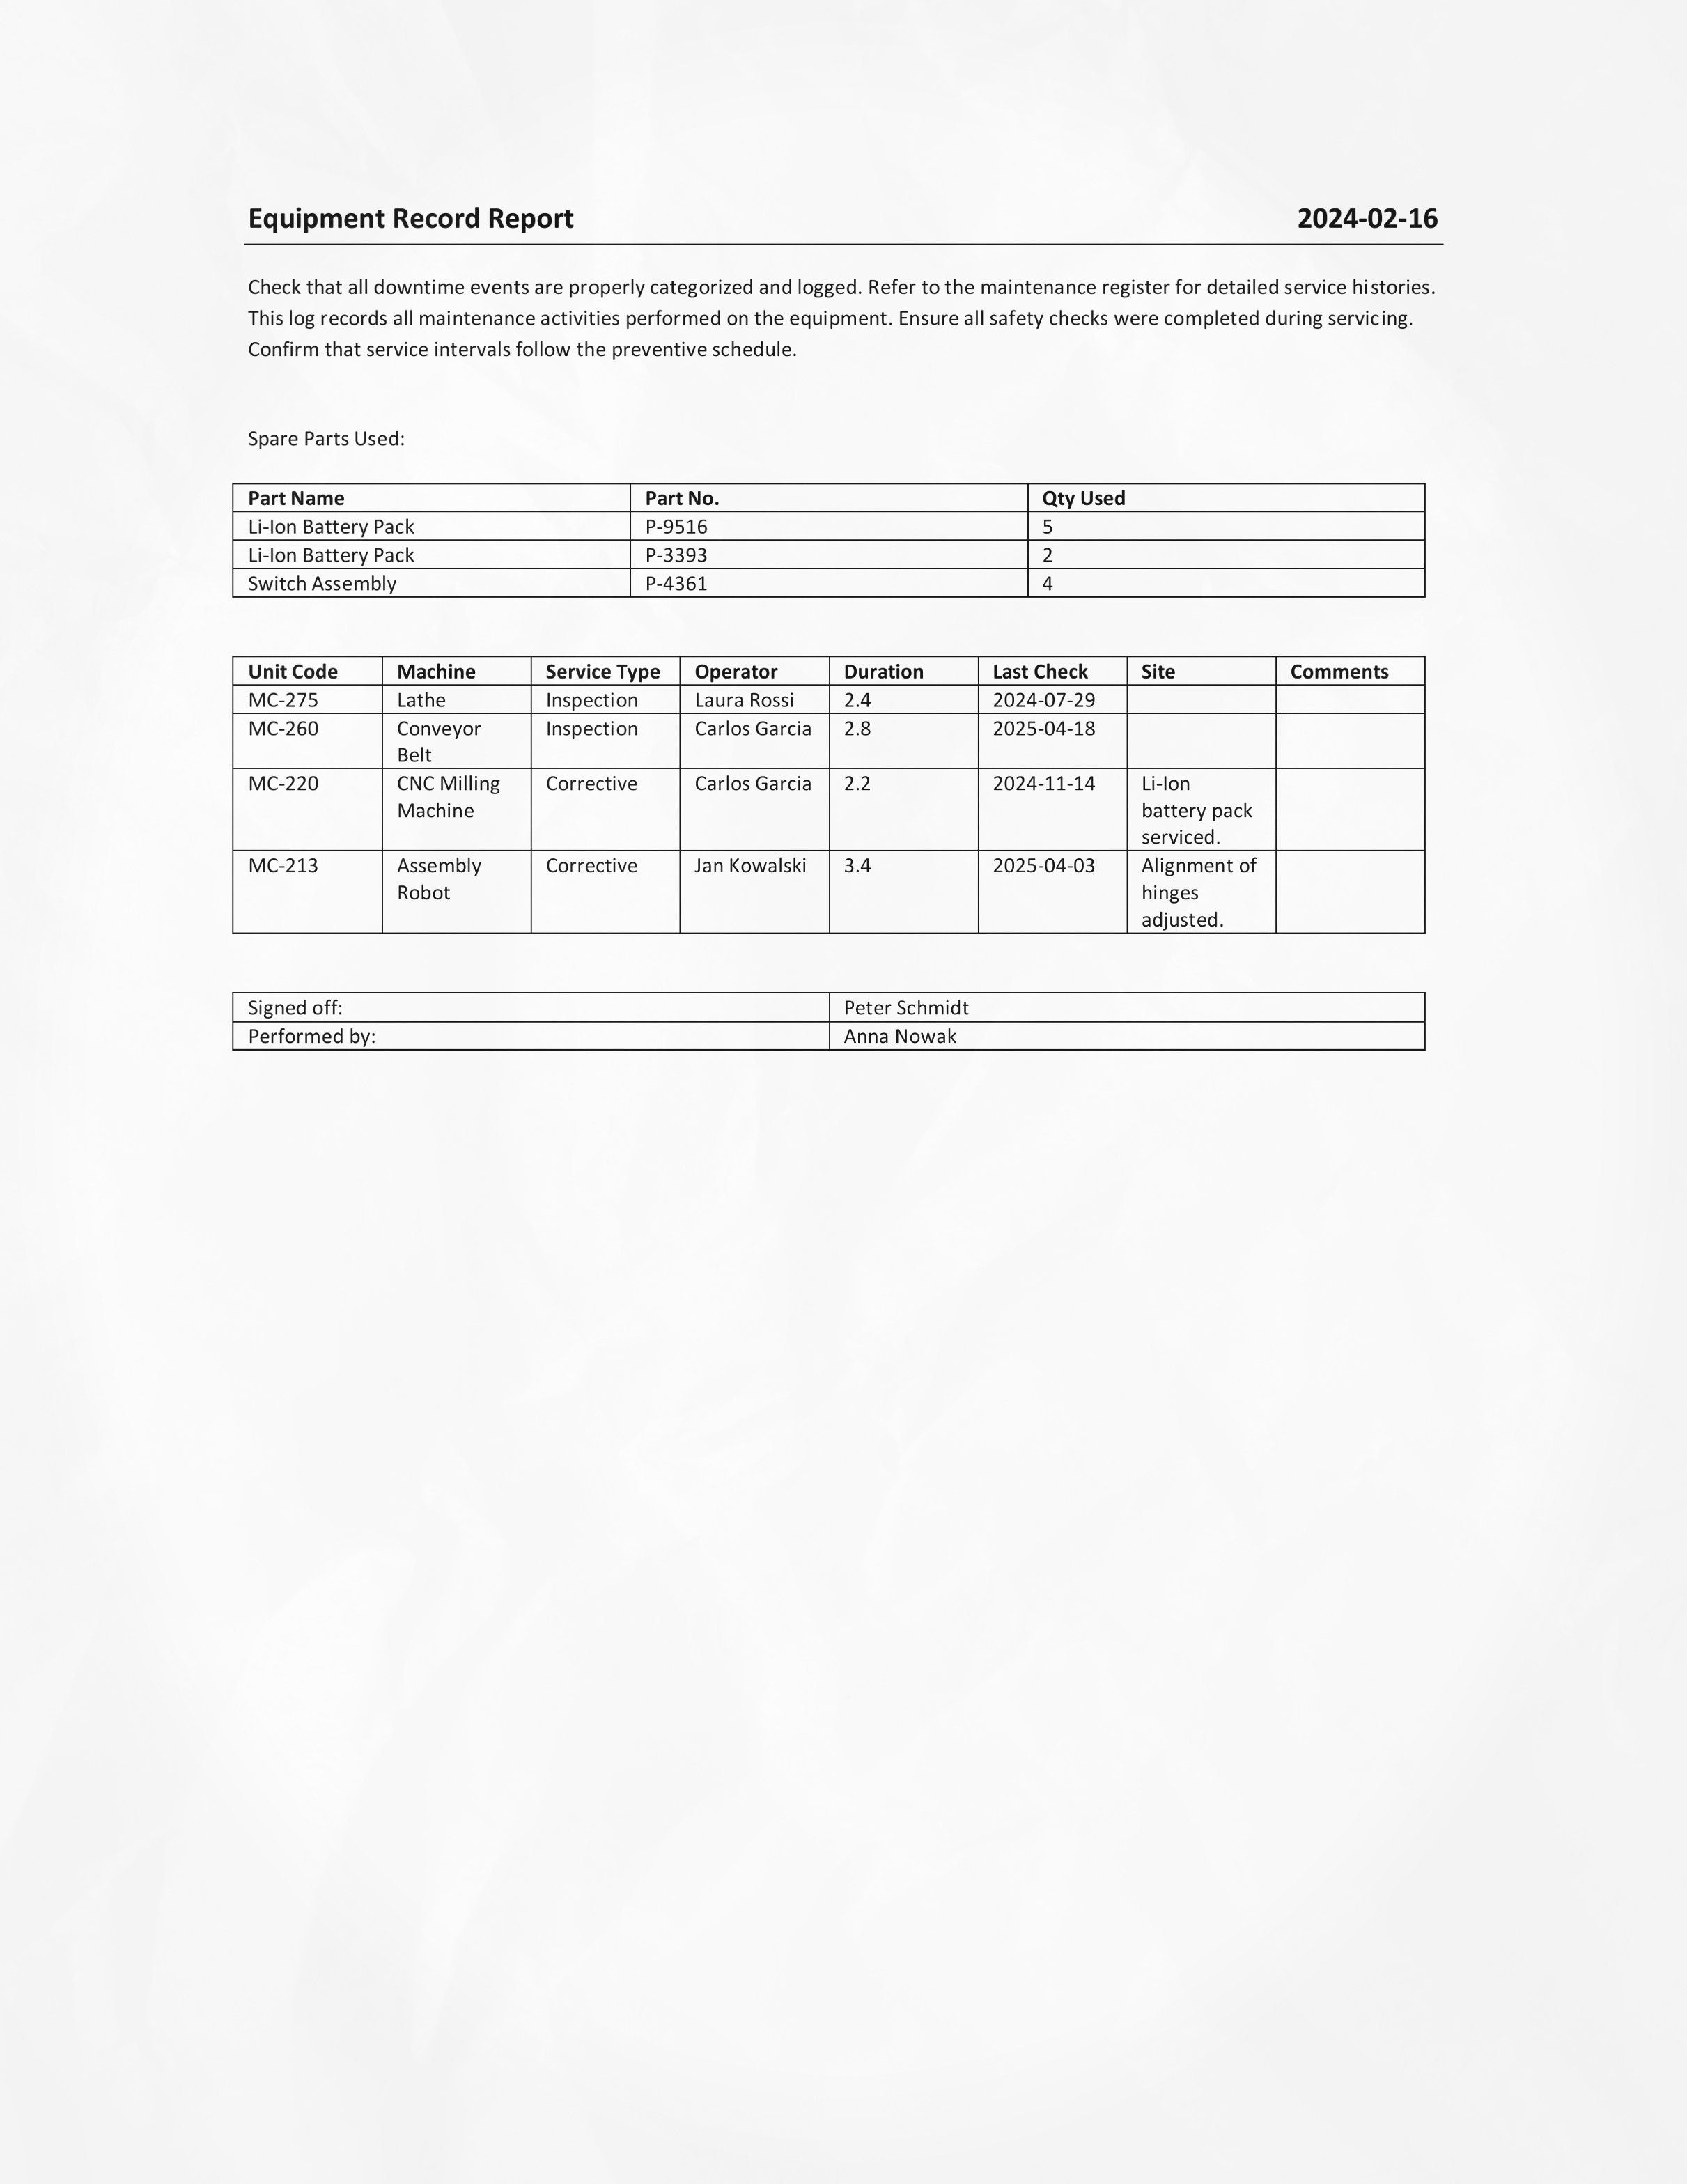 Equipment Record Report 2024-02-16
Check that all downtime events are properly categorized and logged. Refer to the maintenance register for detailed service histories.
This log records all maintenance activities performed on the equipment. Ensure all safety checks were completed during servicing.
Confirm that service intervals follow the preventive schedule.
Spare Parts Used:
Part Name Part No. Qty Used
Li-Ion Battery Pack P-9516 5
Li-Ion Battery Pack P-3393 2
Switch Assembly P-4361 4
Unit Code Machine Service Type Operator Duration Last Check Site Comments
MC-275 Lathe Inspection Laura Rossi 2.4 2024-07-29
MC-260 Conveyor Inspection Carlos Garcia 2.8 2025-04-18
Belt
MC-220 CNC Milling Corrective Carlos Garcia 2.2 2024-11-14 Li-Ion
Machine battery pack
serviced.
MC-213 Assembly Corrective Jan Kowalski 3.4 2025-04-03 Alignment of
Robot hinges
adjusted.
Signed off: Peter Schmidt
Performed by: Anna Nowak